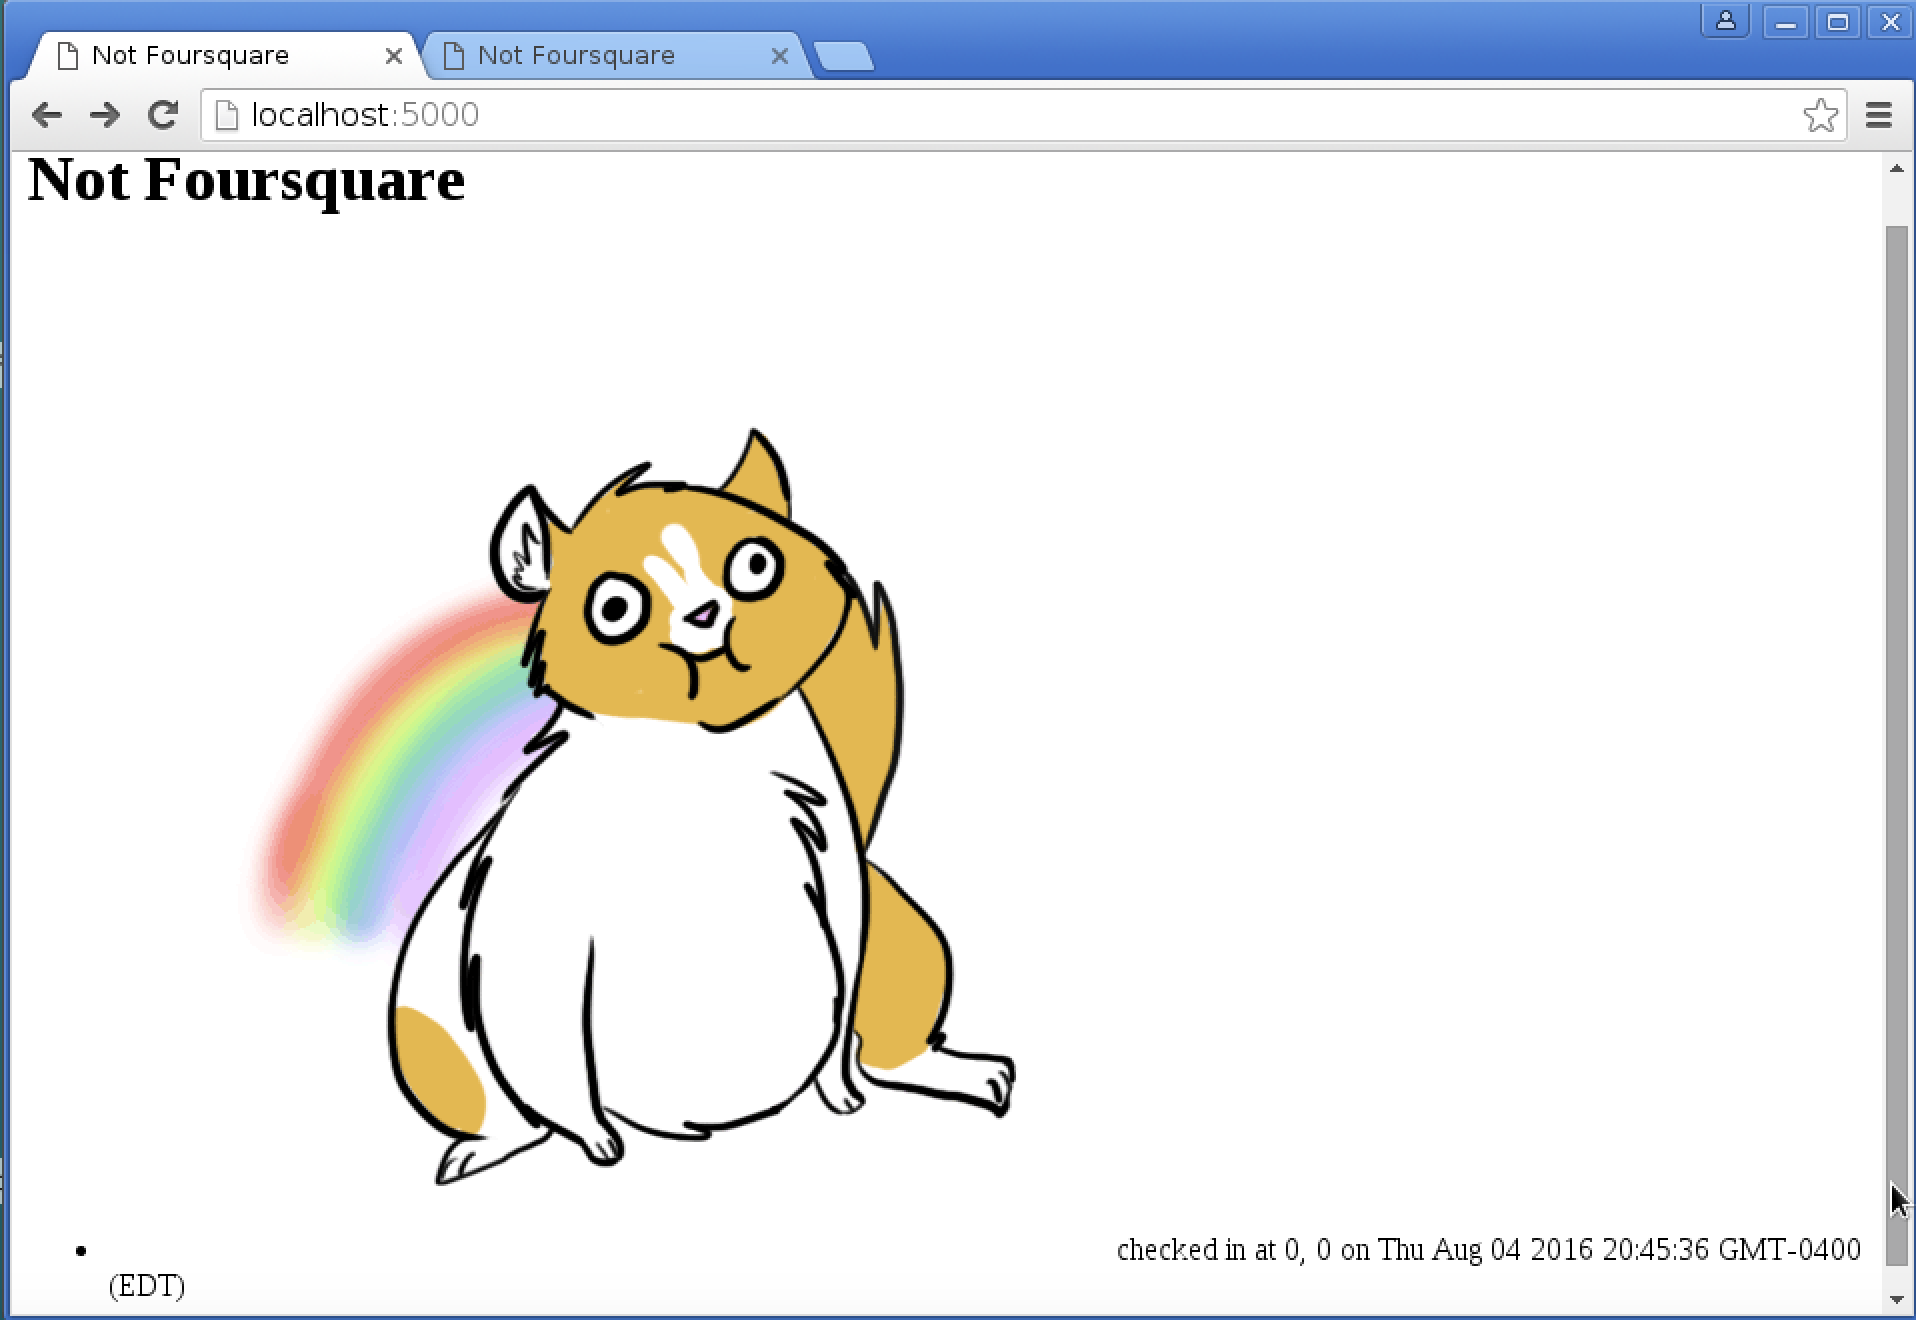 Not Foursquare
Not Foursquare
localhost:5000
Not Foursquare
checked in at 0, 0 on Thu Aug 04 2016 20:45:36 GMT-0400
(EDT)